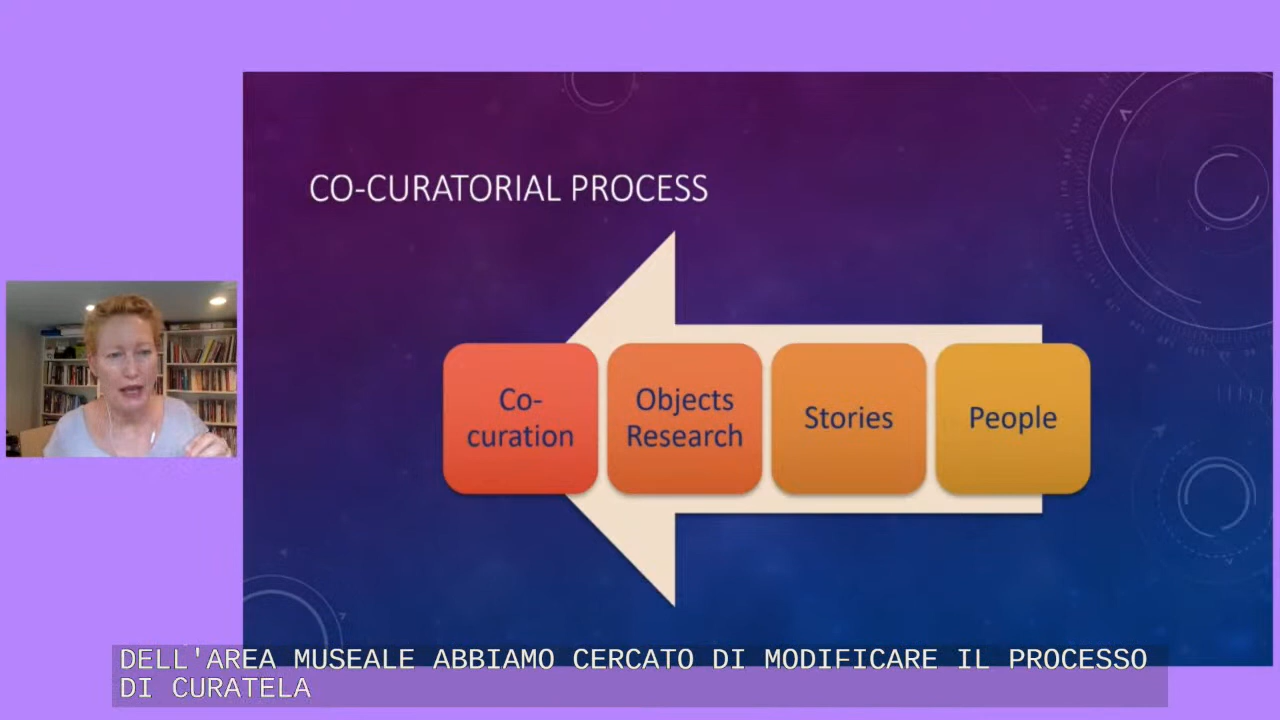 CO-CURATORIAL PROCESS
Co-
curation
Objects
Research
Stories
People
DELL'AREA MUSEALE ABBIAMO CERCATO DI MODIFICARE IL PROCESSO
DI CURATELA